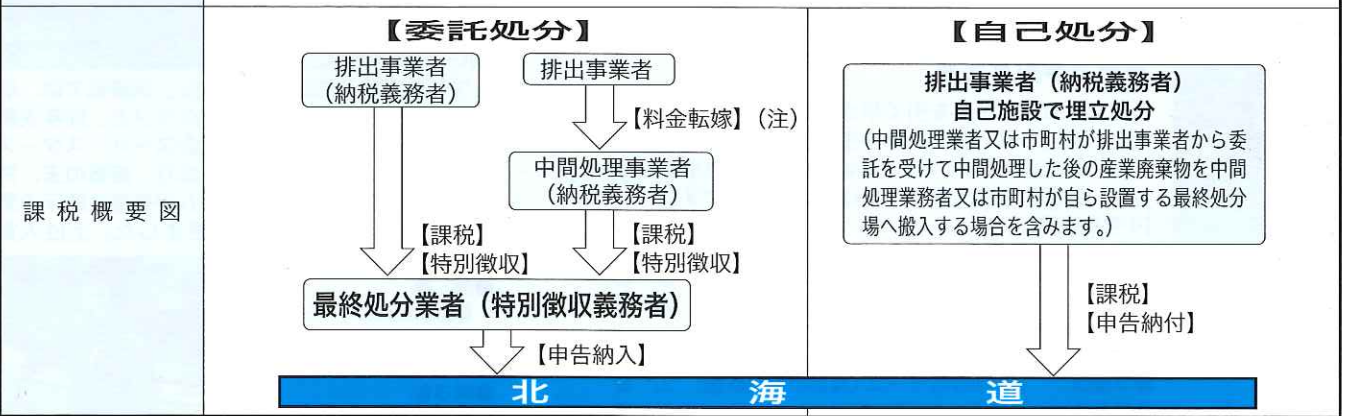 課税概要図
【委託処分】
排出事業者
（納税義務者）
排出事業者
【料金転嫁】（注）
中間処理事業者
（納税義務者）
【課税】
【特別徴収】
【課税】
【特別徴収】
最終処分業者（特別徴収義務者）
【申告納入】
【自己処分】
排出事業者（納税義務者）
自己施設で埋立処分
（中間処理業者又は市町村が排出事業者から委
託を受けて中間処理した後の産業廃棄物を中間
処理業務者又は市町村が自ら設置する最終処分
場へ搬入する場合を含みます。）
【課税】
【申告納付】
北海道